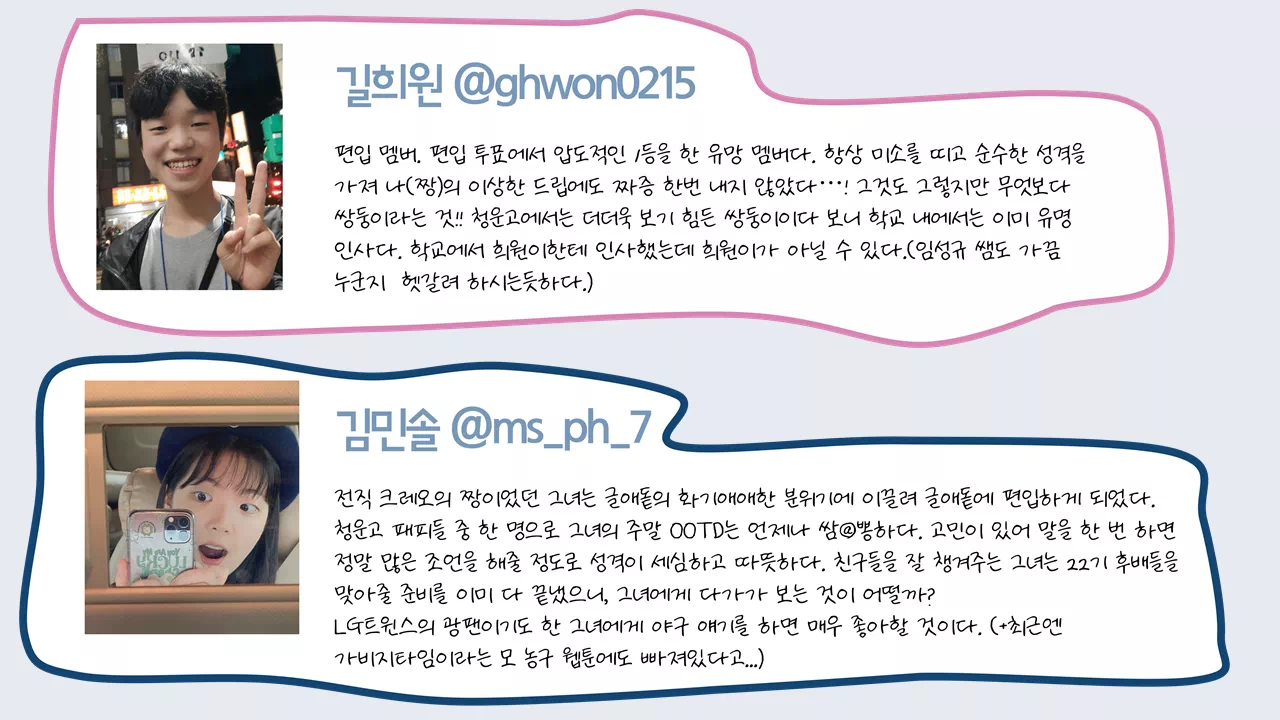 길희원 @ghwon0215
편입 멤버. 편입 투표에서 압도적인 1등을 한 유망 멤버다. 항상 미소를 띠고 순수한 성격을
가져 나(짱)의 이상한 드립에도 짜증 한번 내지 않았다…! 그것도 그렇지만 무엇보다
쌍둥이라는 것!! 청운고에서는 더더욱 보기 힘든 쌍둥이이다 보니 학교 내에서는 이미 유명
인사다. 학교에서 희원이한테 인사했는데 희원이가 아닐 수 있다.(임성규 쌤도 가끔
누군지 헷갈려 하시는듯하다.)
김민솔 @ms_ph_7
전직 크레오의 짱이었던 그녀는 글애돝의 화기애애한 분위기에 이끌려 글애돝에 편입하게 되었다.
청운고 패피들 중 한 명으로 그녀의 주말 OOTD는 언제나 쌈@뽕하다. 고민이 있어 말을 한 번 하면
정말 많은 조언을 해줄 정도로 성격이 세심하고 따뜻하다. 친구들을 잘 챙겨주는 그녀는 22기 후배들을
맞아줄 준비를 이미 다 끝냈으니, 그녀에게 다가가 보는 것이 어떨까?
LG트윈스의 광팬이기도 한 그녀에게 야구 얘기를 하면 매우 좋아할 것이다. (+최근엔
가비지타임이라는 모 농구 웹툰에도 빠져있다고...)